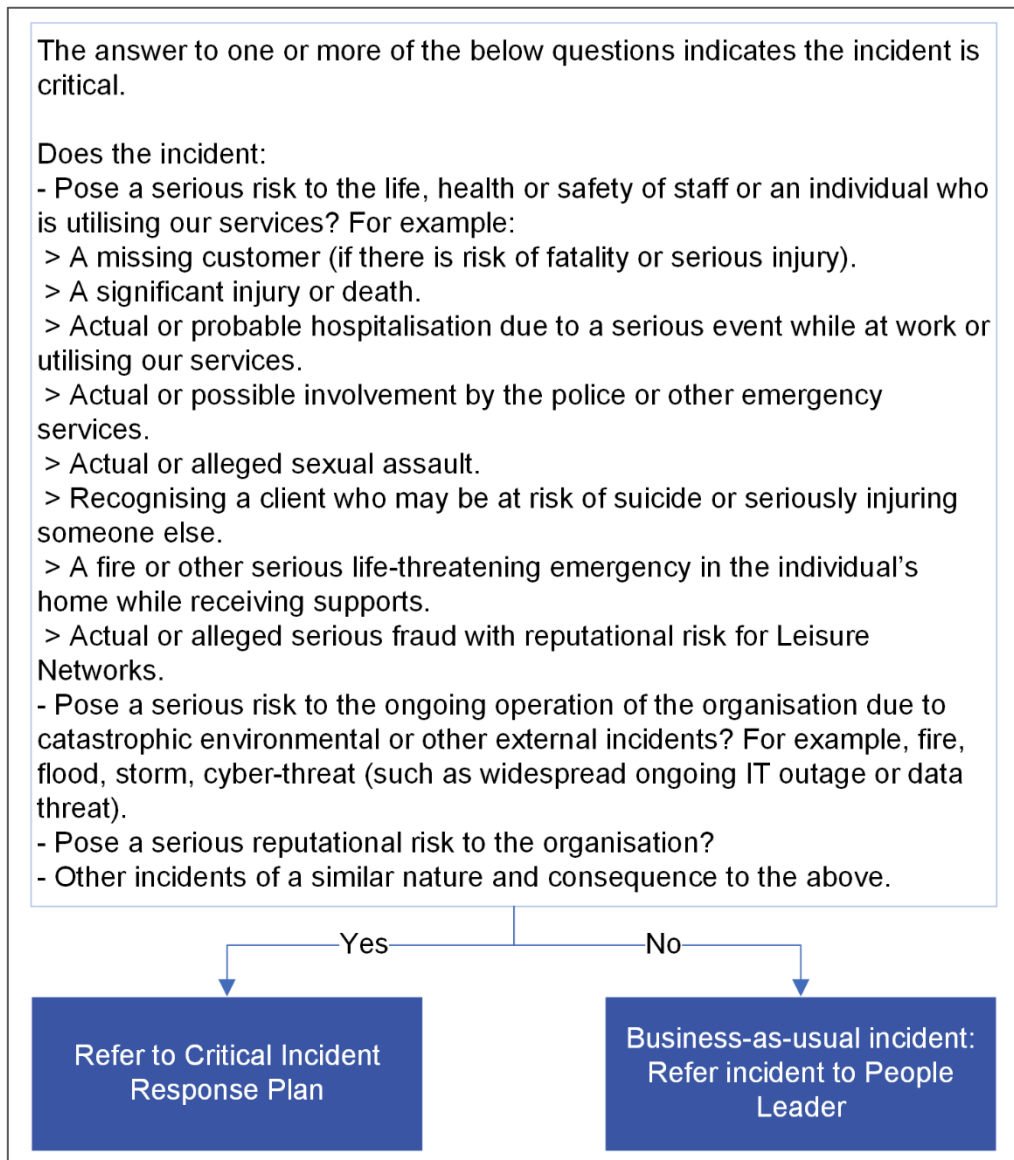 The answer to one or more of the below questions indicates the incident is
critical.
Does the incident:
- Pose a serious risk to the life, health or safety of staff or an individual who
is utilising our services? For example:
> A missing customer (if there is risk of fatality or serious injury).
> A significant injury or death.
> Actual or probable hospitalisation due to a serious event while at work or
utilising our services.
> Actual or possible involvement by the police or other emergency
services.
> Actual or alleged sexual assault.
> Recognising a client who may be at risk of suicide or seriously injuring
someone else.
> A fire or other serious life-threatening emergency in the individual's
home while receiving supports.
> Actual or alleged serious fraud with reputational risk for Leisure
Networks.
- Pose a serious risk to the ongoing operation of the organisation due to
catastrophic environmental or other external incidents? For example, fire,
flood, storm, cyber-threat (such as widespread ongoing IT outage or data
threat).
- Pose a serious reputational risk to the organisation?
- Other incidents of a similar nature and consequence to the above.
Yes
No
Refer to Critical Incident
Response Plan
Business-as-usual incident:
Refer incident to People
Leader